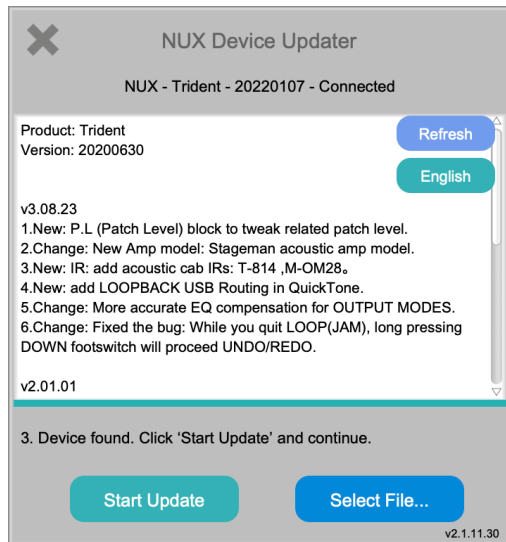 NUX Device Updater
NUX - Trident - 20220107 - Connected
Product: Trident
Version: 20200630
Refresh
English
v3.08.23
1.New: P.L (Patch Level) block to tweak related patch level.
2.Change: New Amp model: Stageman acoustic amp model.
3.New: IR: add acoustic cab IRs: T-814 ,M-OM28。
4.New: add LOOPBACK USB Routing in QuickTone.
5.Change: More accurate EQ compensation for OUTPUT MODES.
6.Change: Fixed the bug: While you quit LOOP(JAM), long pressing
DOWN footswitch will proceed UNDO/REDO.
v2.01.01
3. Device found. Click ‘Start Update’ and continue.
Start Update
Select File...
v2.1.11.30